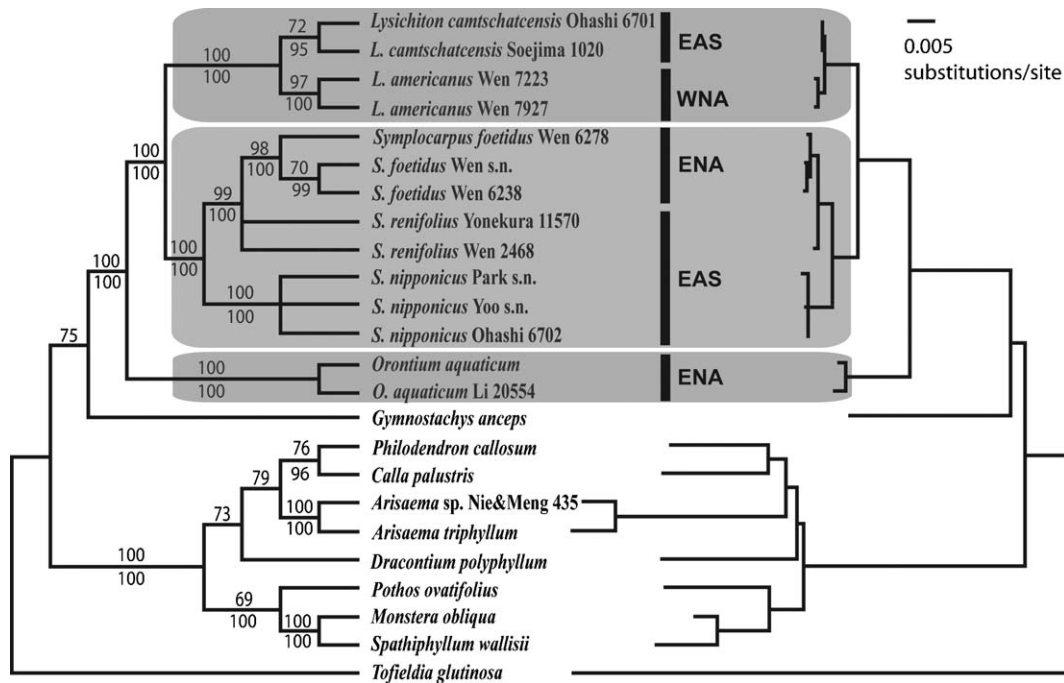 Lysichiton camtschatcensis Ohashi 6701
L. camtschatcensis Soejima 1020
L. americanus Wen 7223
L. americanus Wen 7927
Symplocarpus foetidus Wen 6278
S. foetidus Wen s.n.
S. foetidus Wen 6238
S. renifolius Yonekura 11570
S. renifolius Wen 2468
S. nipponicus Park s.n.
S. nipponicus Yoo s.n.
S. nipponicus Ohashi 6702
Orontium aquaticum
O. aquaticum Li 20554
Gymnostachys anceps
Philodendron callosum
Calla palustris
Arisaema sp. Nie&Meng 435
Arisaema triphyllum
Dracontium polyphyllum
Pothos ovatifolius
Monstera obliqua
Spathiphyllum wallisii
Tofieldia glutinosa
EAS
WNA
ENA
EAS
ENA
0.005
substitutions/site
72
95
100
100
97
100
100
100
98
100
70
99
99
100
100
100
100
100
100
100
75
100
100
76
96
79
100
100
73
100
100
69
100
100
100